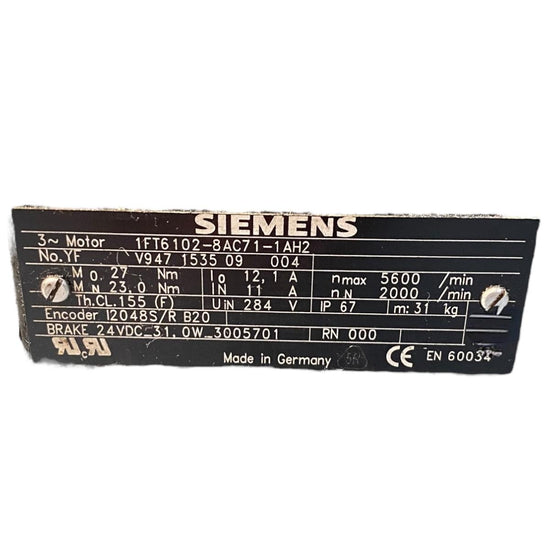 SIEMENS
3~ Motor 1FT6102-8AC71-1AH2
No.YF V947 1535 09 004
M0 27 Nm I0 12,1 A nmax 5600 /min
MN 23,0 Nm IN 11 A nN 2000 /min
Th.CL.155 (F) UIN 284 V IP 67 m: 31 kg
Encoder I2048S/R B20
BRAKE 24VDC 31,0W 3005701 RN 000
Made in Germany CE EN 60034